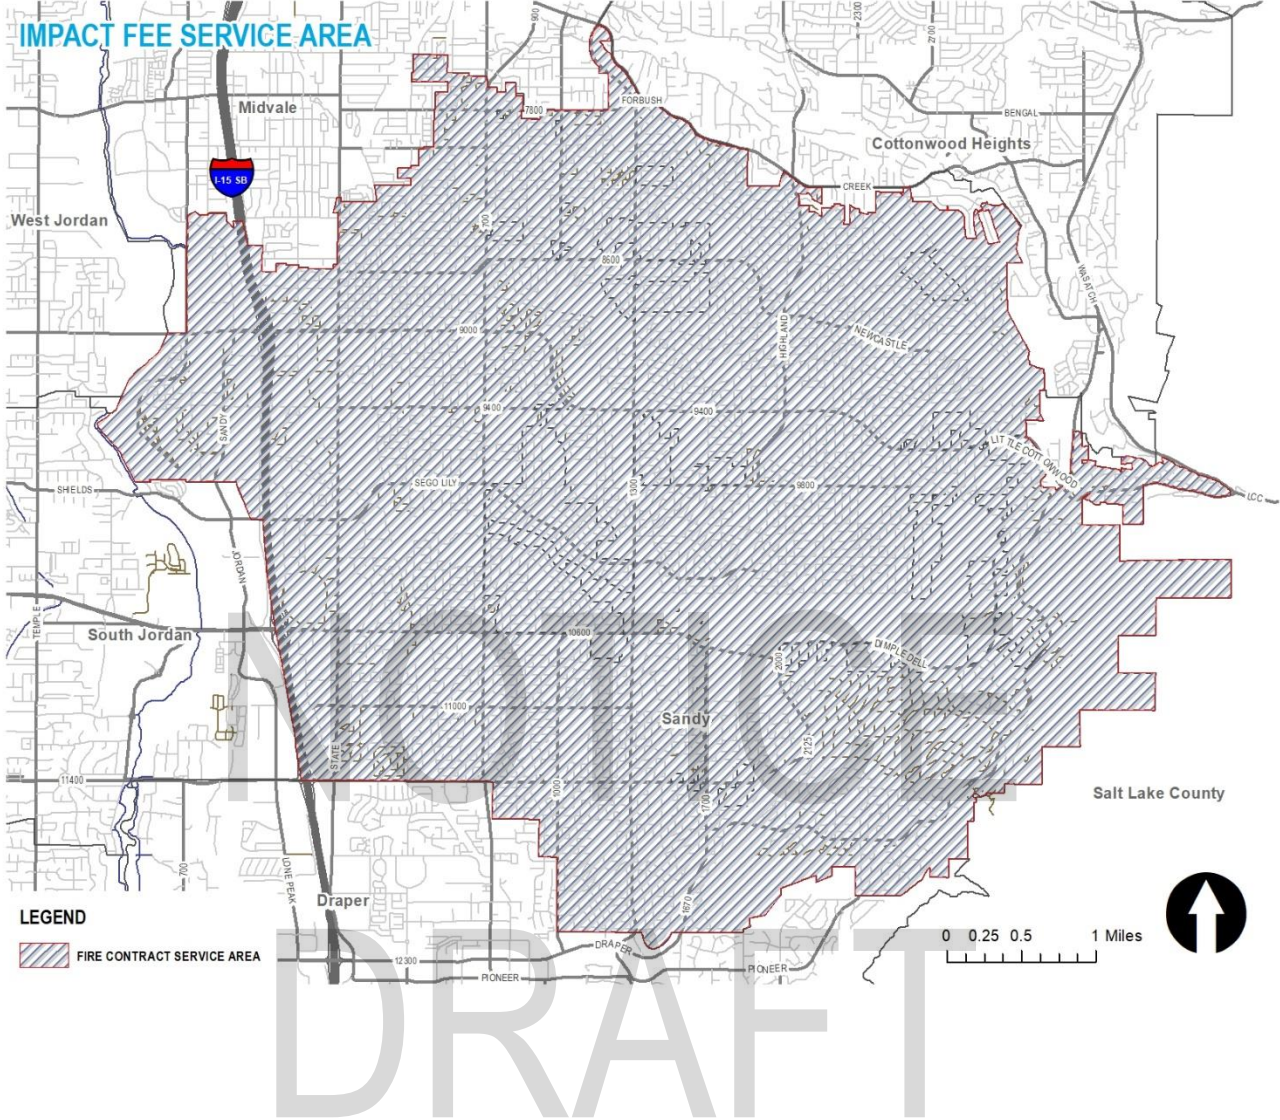 IMPACT FEE SERVICE AREA
900
2300
2700
Midvale
FORBUSH
7800
BENGAL
Cottonwood Heights
I-15 SB
CREEK
West Jordan
700
8600
WASATCH
9000
HIGHLAND
NEWCASTLE
9400
9400
SANDY
LITTLE COTTONWOOD
SEGO LILY
1300
9800
SHIELDS
LCC
JORDAN
TEMPLE
South Jordan
10600
DIMPLE DELL
2000
NOTICE
11000
Sandy
STATE
2125
11400
1000
1700
Salt Lake County
700
LONE PEAK
Draper
1670
LEGEND
FIRE CONTRACT SERVICE AREA
DRAPER
12300
PIONEER
PIONEER
0 0.25 0.5 1 Miles
DRAFT